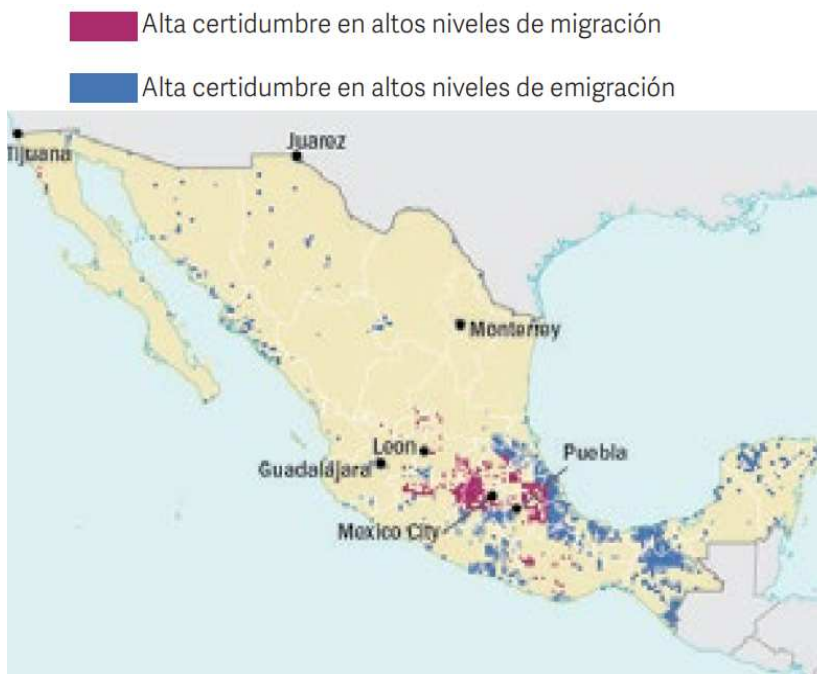 Alta certidumbre en altos niveles de migración
Alta certidumbre en altos niveles de emigración
Juarez
Tijuana
Monterrey
Leon
Puebla
Guadalájara
Mexico City